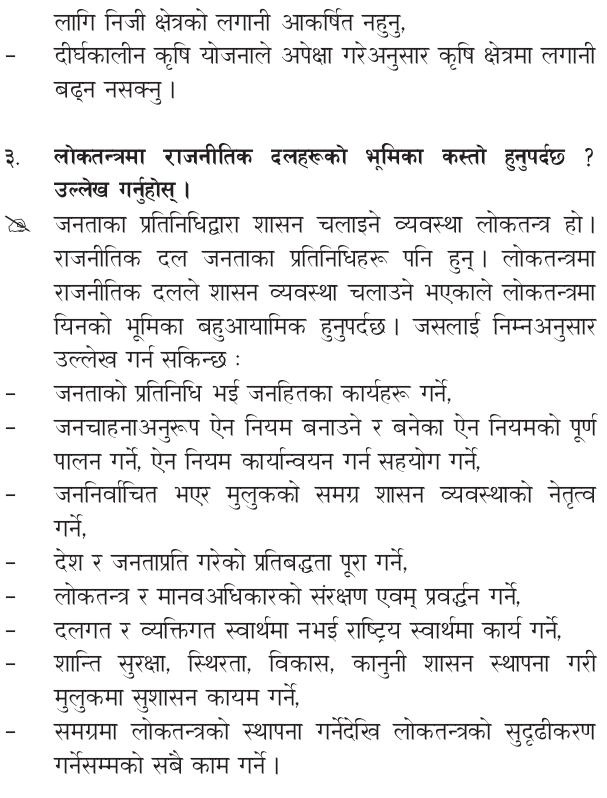 लागि निजी क्षेत्रको लगानी आकर्षित नहुनु,
– दीर्घकालीन कृषि योजनाले अपेक्षा गरेअनुसार कृषि क्षेत्रमा लगानी
बढ्न नसक्नु ।
३. लोकतन्त्रमा राजनीतिक दलहरूको भूमिका कस्तो हुनुपर्दछ ?
उल्लेख गर्नुहोस् ।
जनताका प्रतिनिधिद्वारा शासन चलाइने व्यवस्था लोकतन्त्र हो ।
राजनीतिक दल जनताका प्रतिनिधिहरू पनि हुन् । लोकतन्त्रमा
राजनीतिक दलले शासन व्यवस्था चलाउने भएकाले लोकतन्त्रमा
यिनको भूमिका बहुआयामिक हुनुपर्दछ । जसलाई निम्नअनुसार
उल्लेख गर्न सकिन्छ :
– जनताको प्रतिनिधि भई जनहितका कार्यहरू गर्ने,
– जनचाहनाअनुरूप ऐन नियम बनाउने र बनेका ऐन नियमको पूर्ण
पालन गर्ने, ऐन नियम कार्यान्वयन गर्न सहयोग गर्ने,
– जननिर्वाचित भएर मुलुकको समग्र शासन व्यवस्थाको नेतृत्व
गर्ने,
– देश र जनताप्रति गरेको प्रतिबद्धता पूरा गर्ने,
– लोकतन्त्र र मानवअधिकारको संरक्षण एवम् प्रवर्द्धन गर्ने,
– दलगत र व्यक्तिगत स्वार्थमा नभई राष्ट्रिय स्वार्थमा कार्य गर्ने,
– शान्ति सुरक्षा, स्थिरता, विकास, कानुनी शासन स्थापना गरी
मुलुकमा सुशासन कायम गर्ने,
– समग्रमा लोकतन्त्रको स्थापना गर्नेदेखि लोकतन्त्रको सुदृढीकरण
गर्नेसम्मको सबै काम गर्ने ।